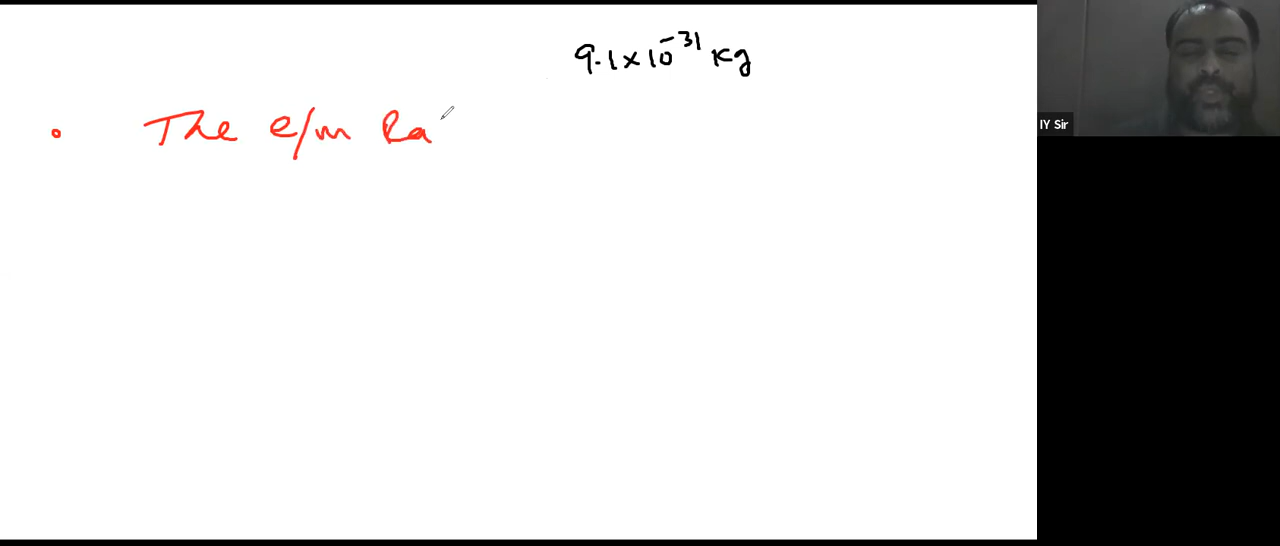 9.1×10⁻³¹ kg
• The e/m Ra
IY Sir